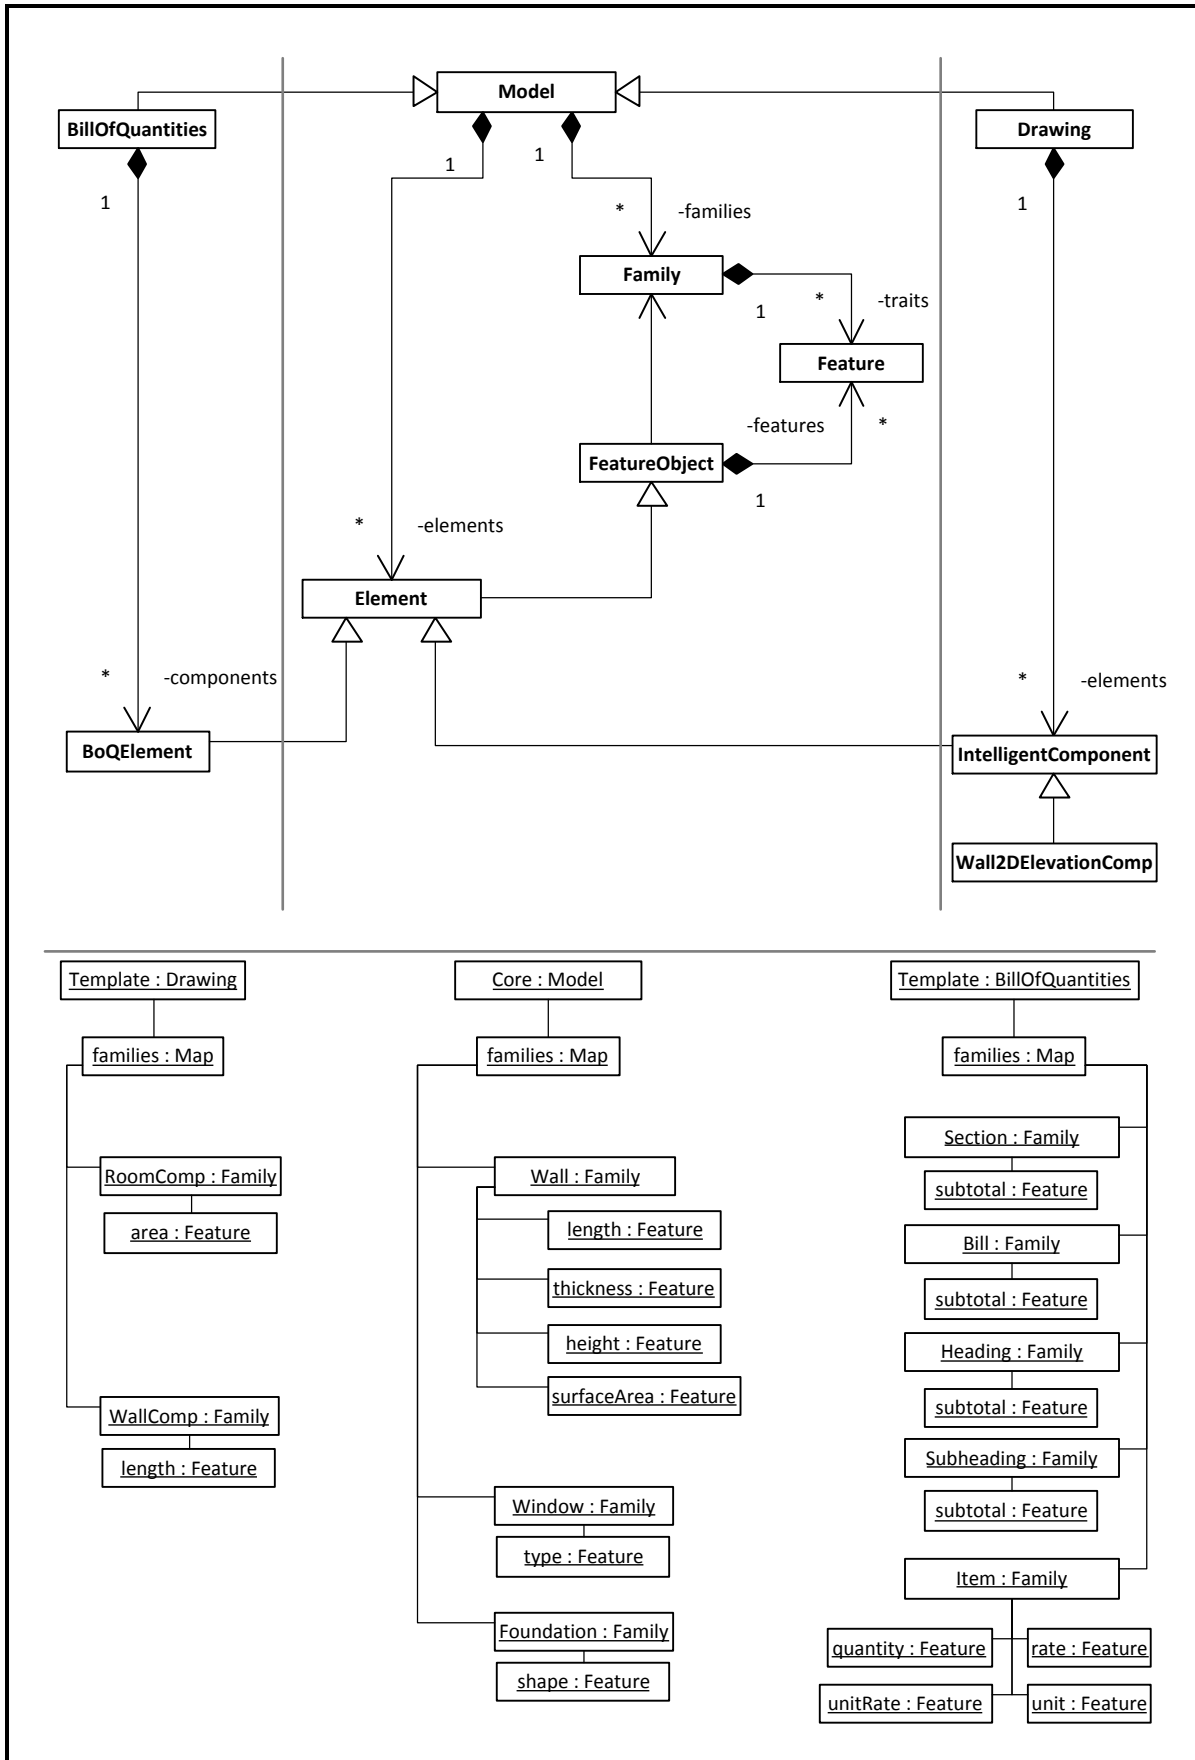 Model
BillOfQuantities
Drawing
1
1
1
1
*
-families
Family
1
*
-traits
Feature
-features
*
FeatureObject
1
*
-elements
Element
*
-components
*
-elements
BoQElement
IntelligentComponent
Wall2DElevationComp
Template : Drawing
families : Map
RoomComp : Family
area : Feature
WallComp : Family
length : Feature
Core : Model
families : Map
Wall : Family
length : Feature
thickness : Feature
height : Feature
surfaceArea : Feature
Window : Family
type : Feature
Foundation : Family
shape : Feature
Template : BillOfQuantities
families : Map
Section : Family
subtotal : Feature
Bill : Family
subtotal : Feature
Heading : Family
subtotal : Feature
Subheading : Family
subtotal : Feature
Item : Family
quantity : Feature
rate : Feature
unitRate : Feature
unit : Feature